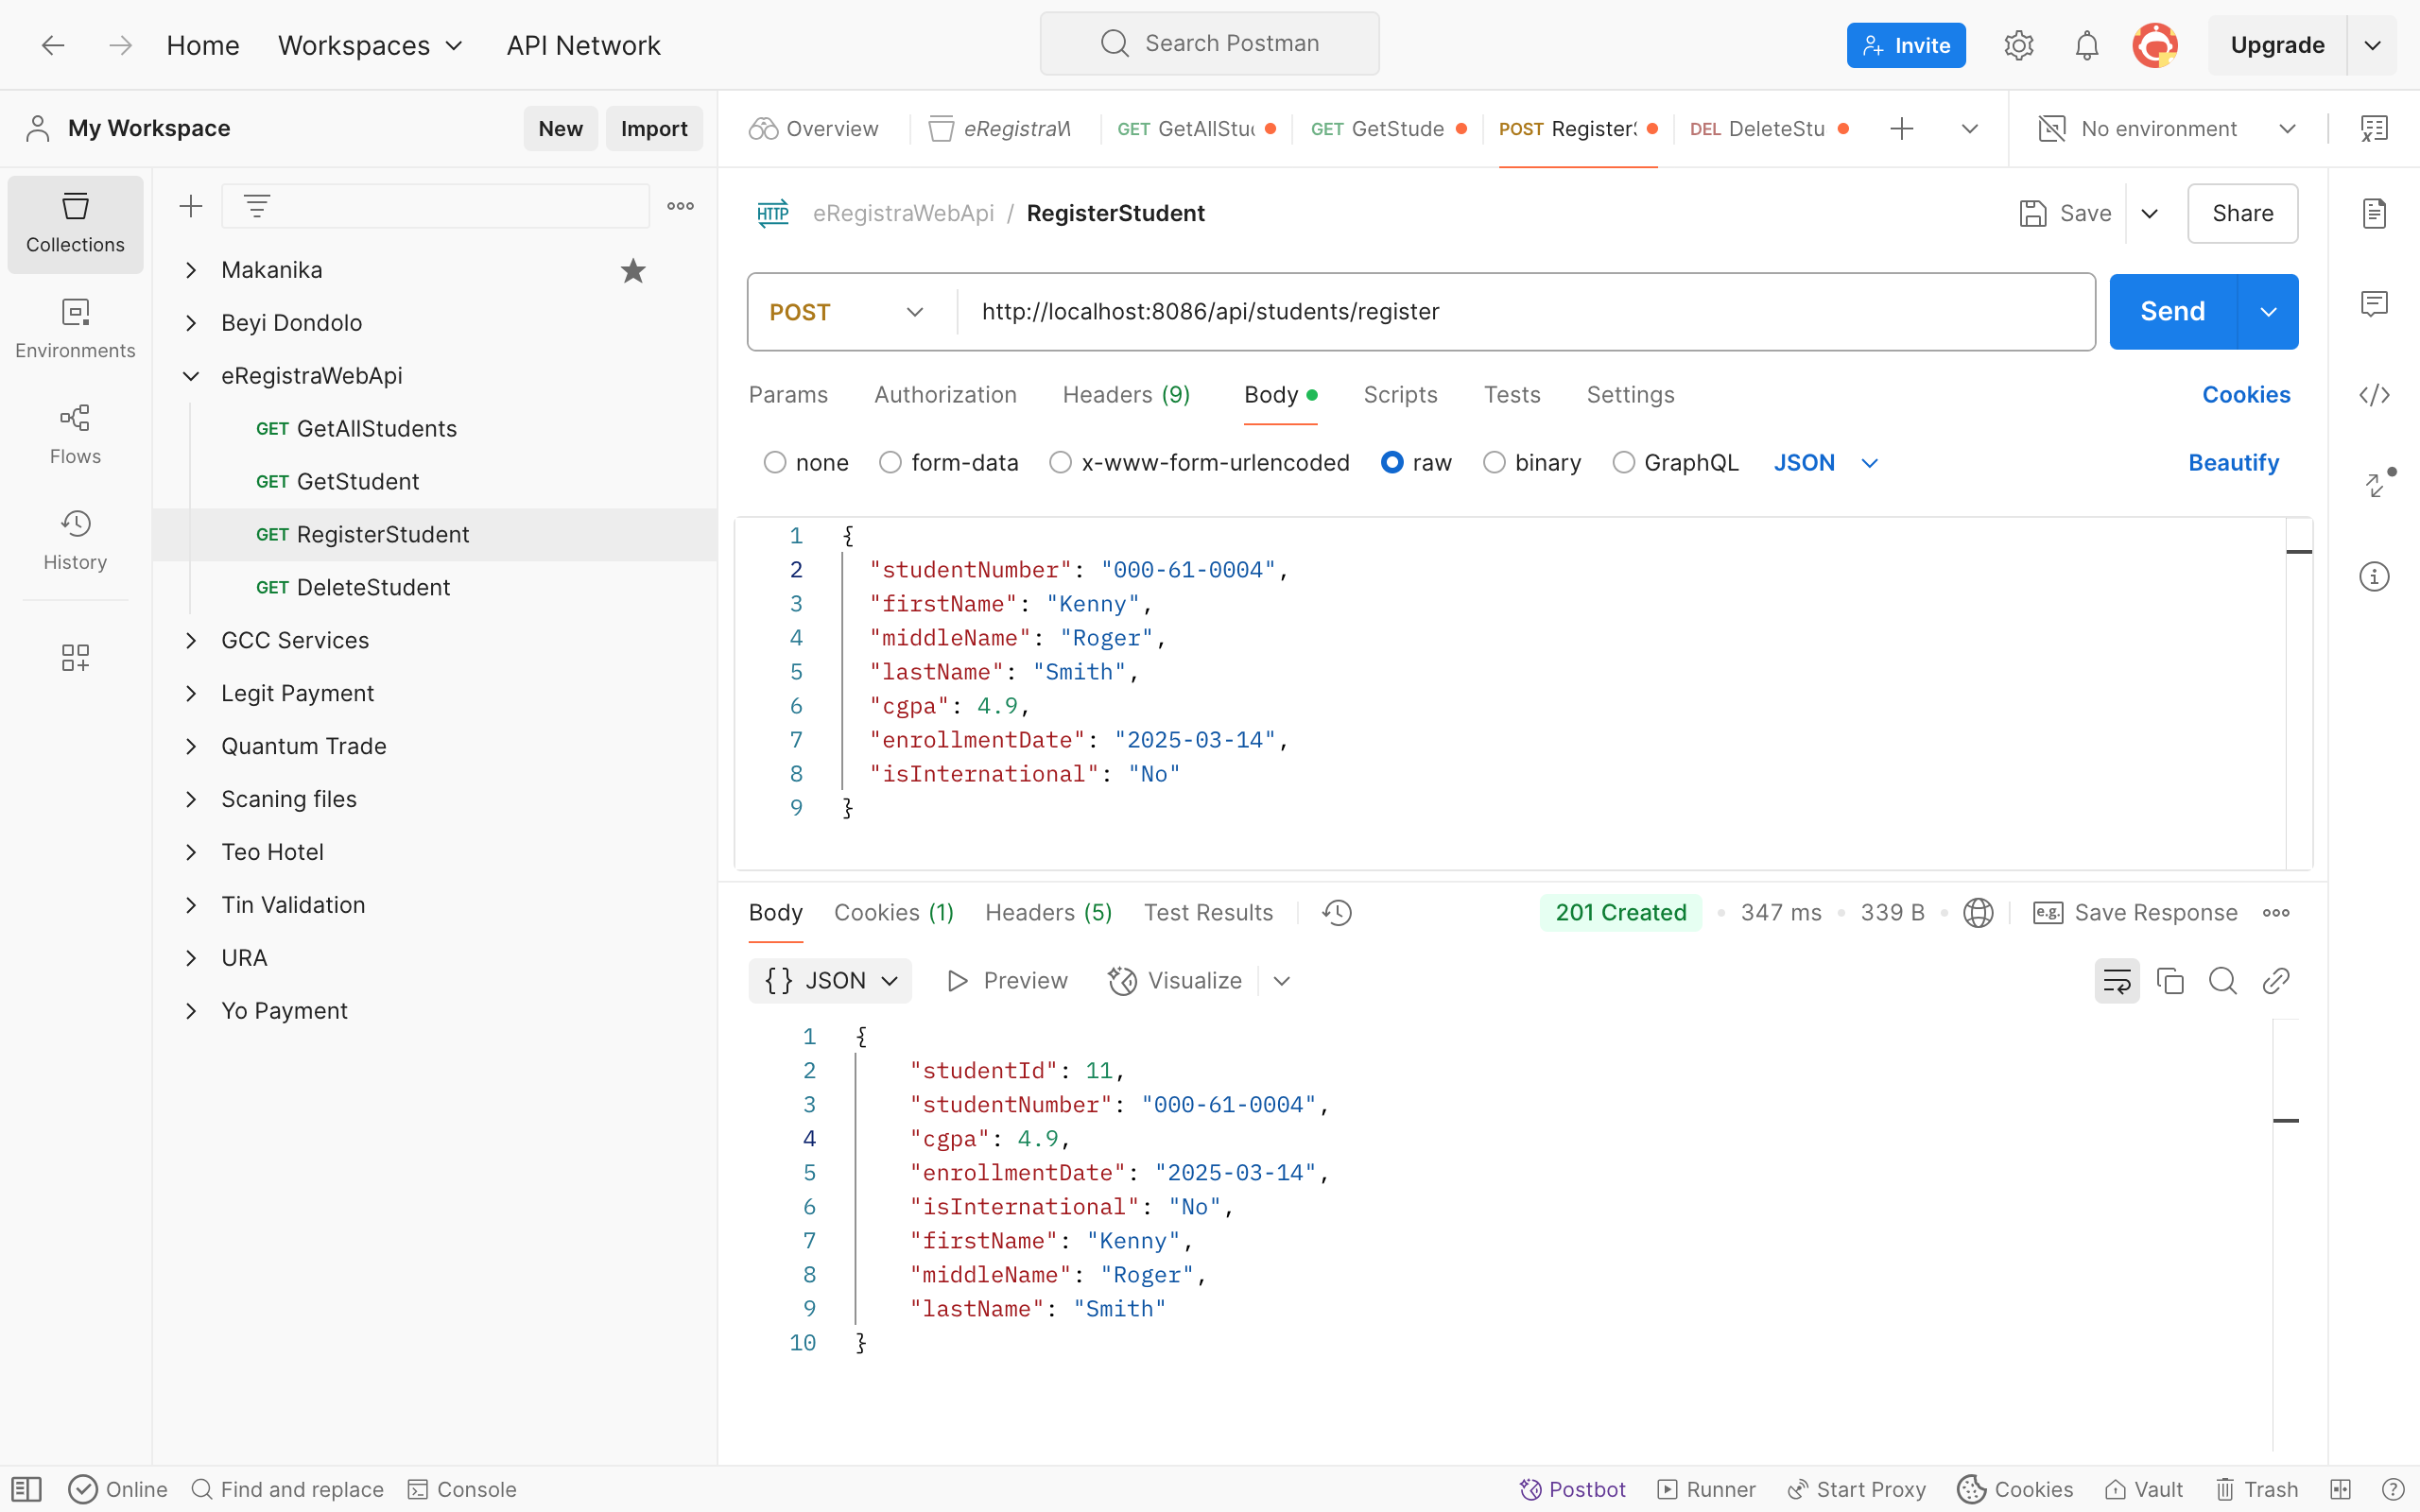 Home
Workspaces
API Network
Search Postman
Invite
Upgrade
My Workspace
New
Import
Overview
eRegistraW
GET GetAllStu
GET GetStude
POST Register
DEL DeleteStu
No environment
Collections
Environments
Flows
History
Makanika
Beyi Dondolo
eRegistraWebApi
GET GetAllStudents
GET GetStudent
GET RegisterStudent
GET DeleteStudent
GCC Services
Legit Payment
Quantum Trade
Scaning files
Teo Hotel
Tin Validation
URA
Yo Payment
HTTP eRegistraWebApi / RegisterStudent
Save
Share
POST
http://localhost:8086/api/students/register
Send
Params
Authorization
Headers (9)
Body
Scripts
Tests
Settings
Cookies
none
form-data
x-www-form-urlencoded
raw
binary
GraphQL
JSON
Beautify
1 {
2 "studentNumber": "000-61-0004",
3 "firstName": "Kenny",
4 "middleName": "Roger",
5 "lastName": "Smith",
6 "cgpa": 4.9,
7 "enrollmentDate": "2025-03-14",
8 "isInternational": "No"
9 }
Body
Cookies (1)
Headers (5)
Test Results
201 Created
347 ms
339 B
e.g. Save Response
{} JSON
Preview
Visualize
1 {
2 "studentId": 11,
3 "studentNumber": "000-61-0004",
4 "cgpa": 4.9,
5 "enrollmentDate": "2025-03-14",
6 "isInternational": "No",
7 "firstName": "Kenny",
8 "middleName": "Roger",
9 "lastName": "Smith"
10 }
Online
Find and replace
Console
Postbot
Runner
Start Proxy
Cookies
Vault
Trash